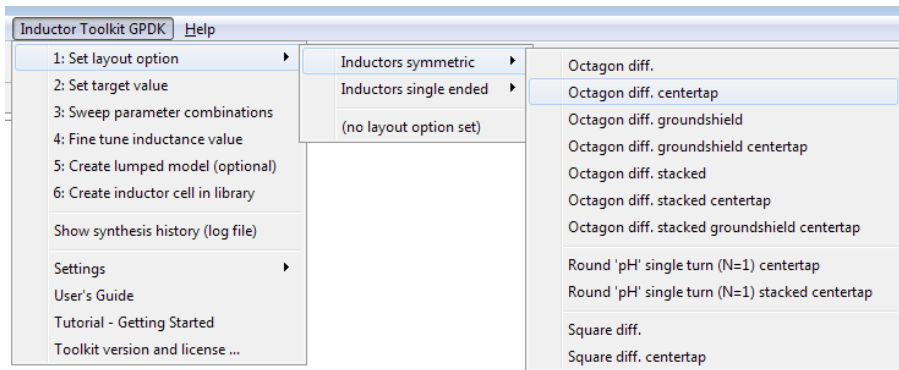 Inductor Toolkit GPDK Help
1: Set layout option
2: Set target value
3: Sweep parameter combinations
4: Fine tune inductance value
5: Create lumped model (optional)
6: Create inductor cell in library
Show synthesis history (log file)
Settings
User's Guide
Tutorial - Getting Started
Toolkit version and license ...
Inductors symmetric
Inductors single ended
(no layout option set)
Octagon diff.
Octagon diff. centertap
Octagon diff. groundshield
Octagon diff. groundshield centertap
Octagon diff. stacked
Octagon diff. stacked centertap
Octagon diff. stacked groundshield centertap
Round 'pH' single turn (N=1) centertap
Round 'pH' single turn (N=1) stacked centertap
Square diff.
Square diff. centertap